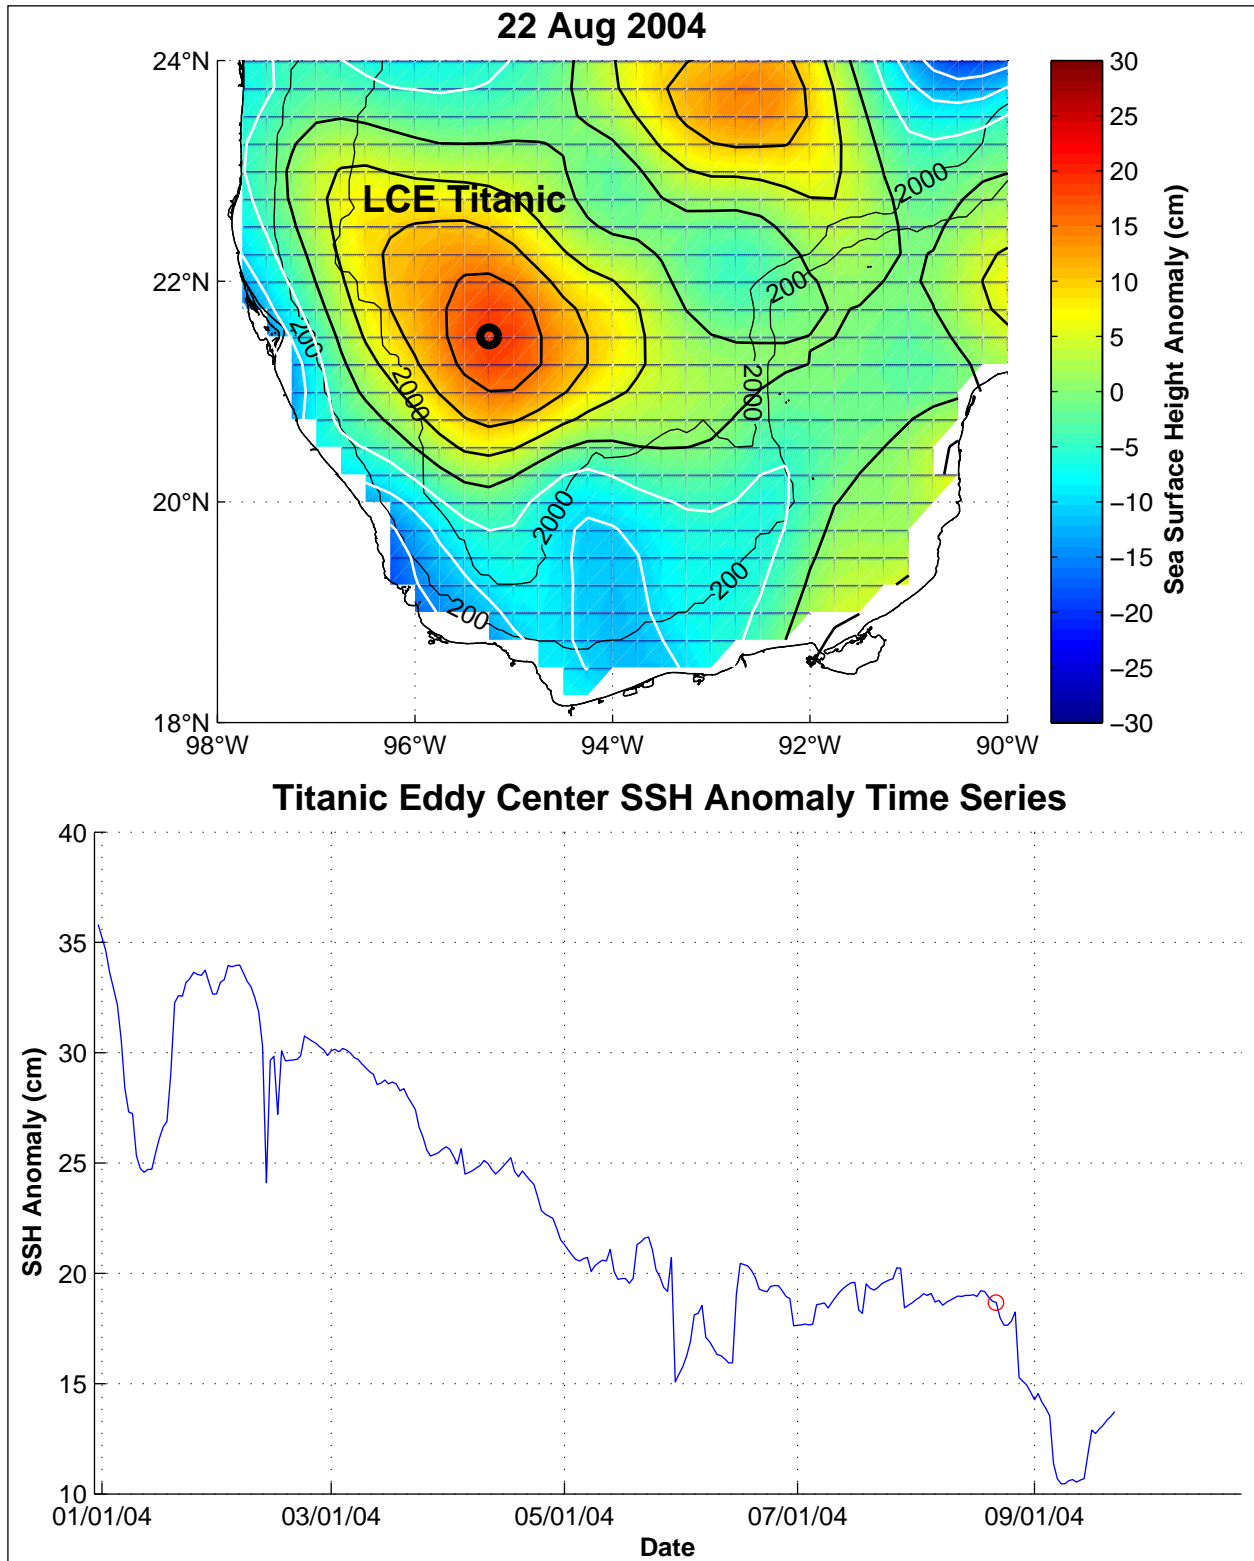 22 Aug 2004
24°N
22°N
20°N
18°N
98°W
96°W
94°W
92°W
90°W
LCE Titanic
2000
200
200
2000
2000
2000
200
200
30
25
20
15
10
5
0
−5
−10
−15
−20
−25
−30
Sea Surface Height Anomaly (cm)
Titanic Eddy Center SSH Anomaly Time Series
40
35
30
25
20
15
10
SSH Anomaly (cm)
01/01/04
03/01/04
05/01/04
07/01/04
09/01/04
Date